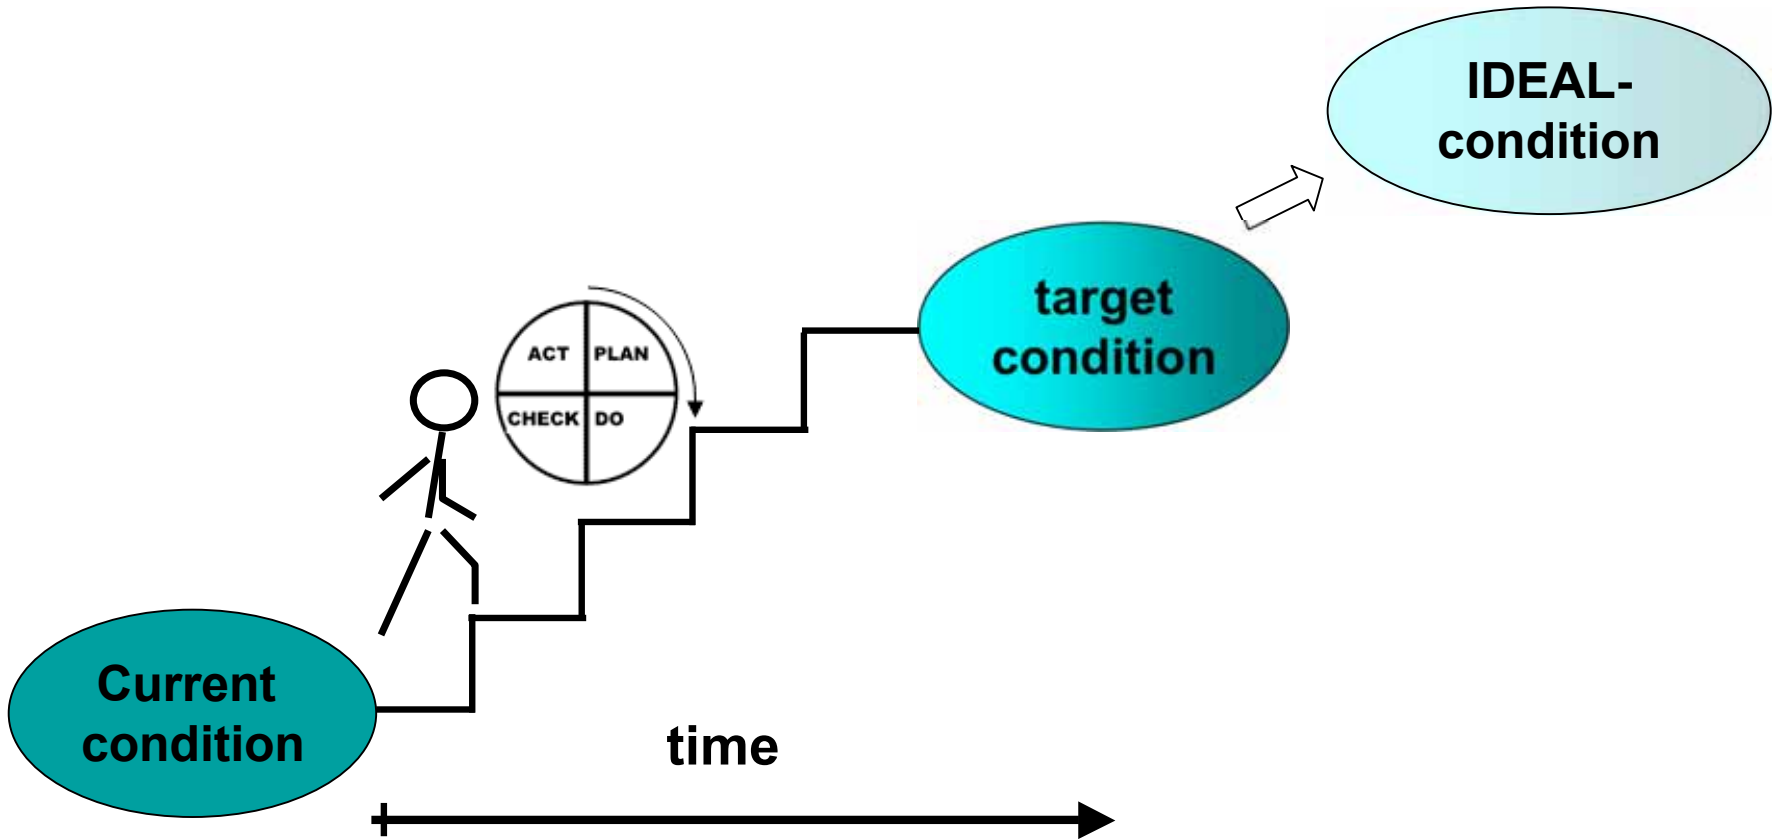 IDEAL-
condition
target
condition
ACT PLAN
CHECK DO
Current
condition
time